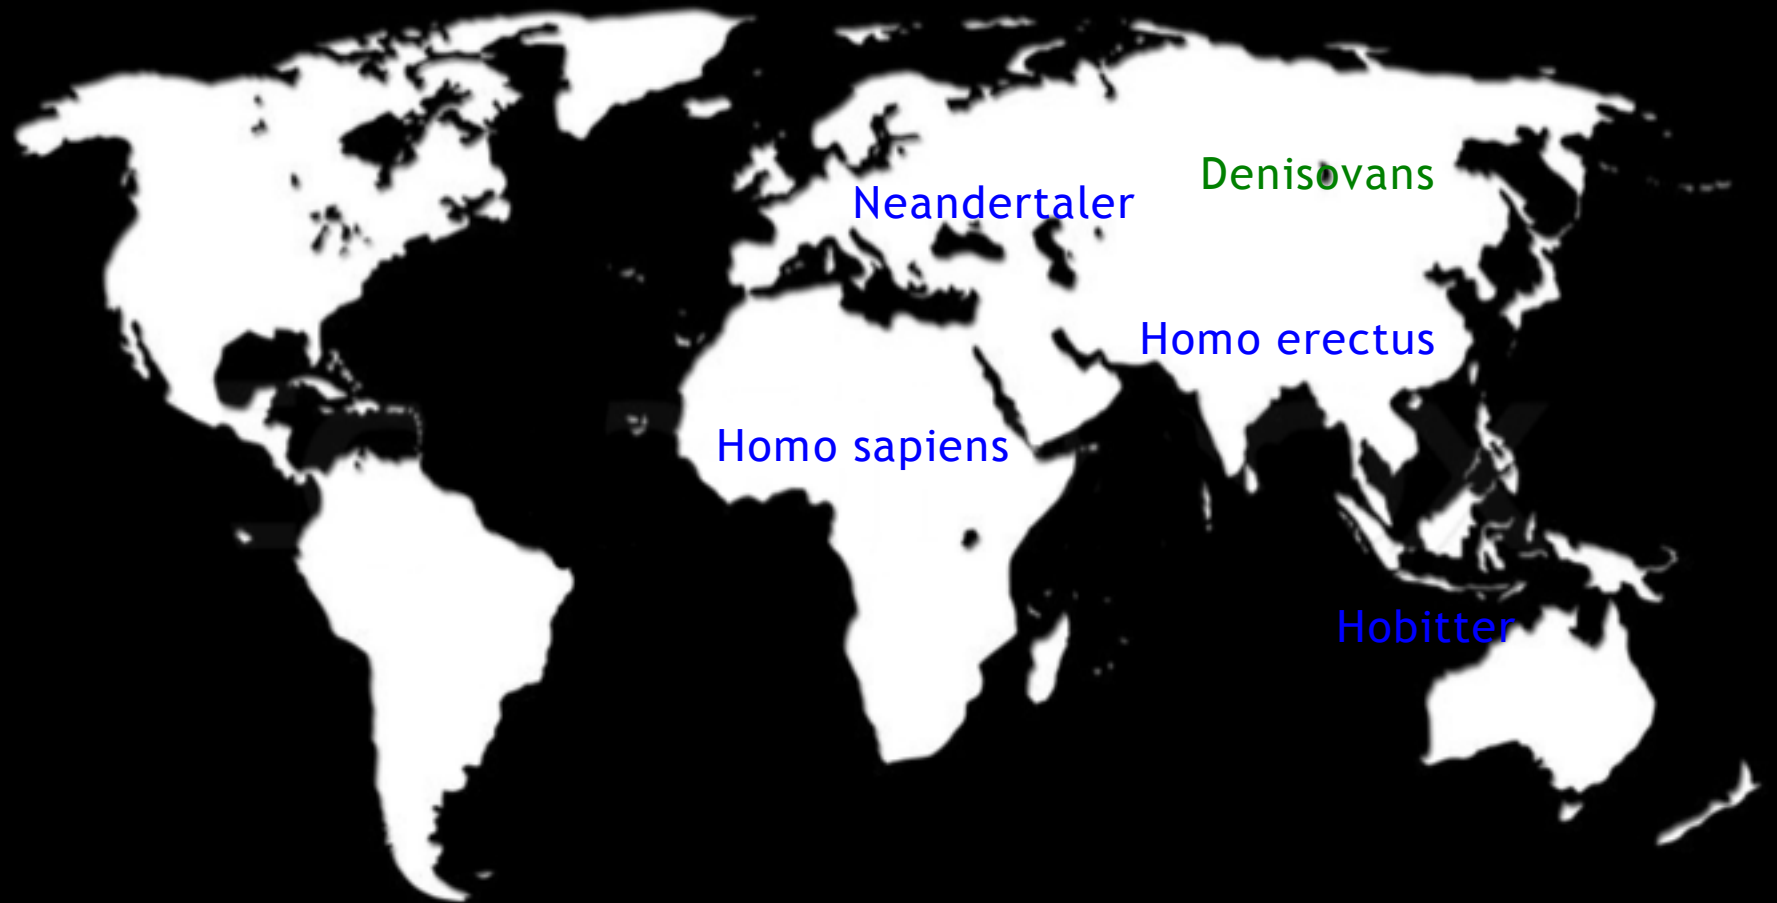 Denisovans
Neandertaler
Homo erectus
Homo sapiens
Hobitter